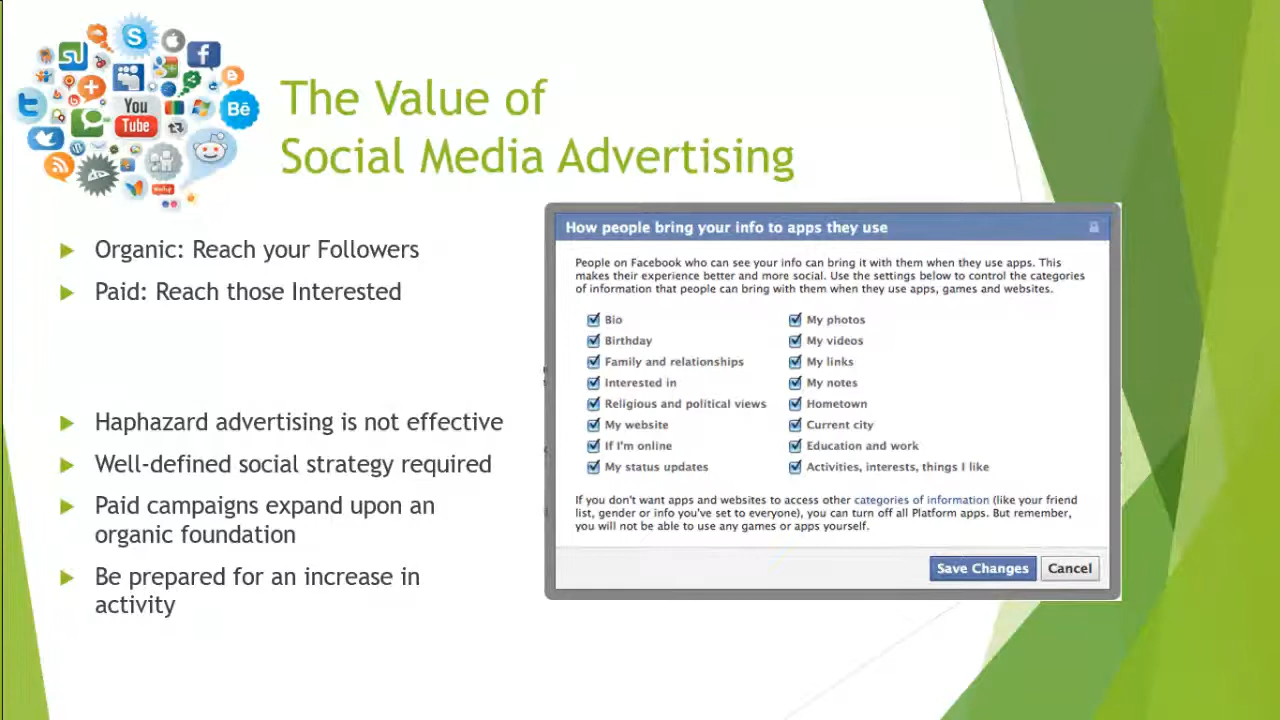 The Value of
Social Media Advertising
You
Tube
Organic: Reach your Followers
Paid: Reach those Interested
Haphazard advertising is not effective
Well-defined social strategy required
Paid campaigns expand upon an
organic foundation
Be prepared for an increase in
activity
How people bring your info to apps they use
People on Facebook who can see your info can bring it with them when they use apps. This
makes their experience better and more social. Use the settings below to control the categories
of information that people can bring with them when they use apps, games and websites.
Bio
Birthday
Family and relationships
Interested in
Religious and political views
My website
If I'm online
My status updates
My photos
My videos
My links
My notes
Hometown
Current city
Education and work
Activities, interests, things I like
If you don't want apps and websites to access other categories of information (like your friend
list, gender or info you've set to everyone), you can turn off all Platform apps. But remember,
you will not be able to use any games or apps yourself.
Save Changes
Cancel